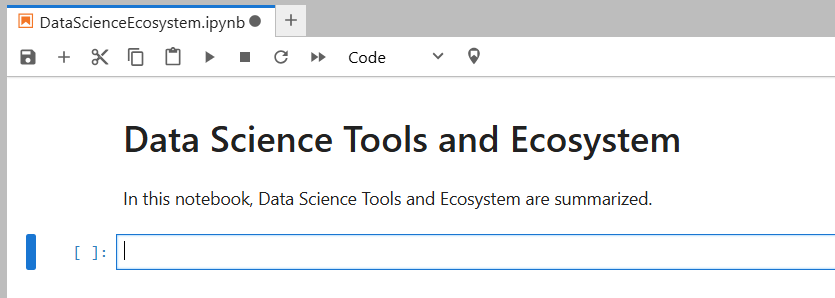 DataScienceEcosystem.ipynb
Code
Data Science Tools and Ecosystem
In this notebook, Data Science Tools and Ecosystem are summarized.
[ ]: